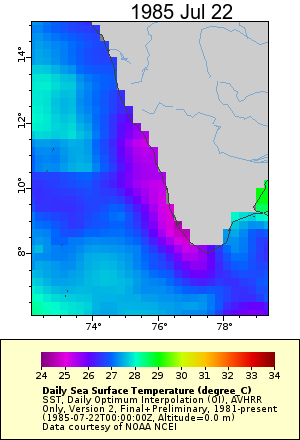 1985 Jul 22
14°
12°
10°
8°
74°
76°
78°
24 25 26 27 28 29 30 31 32 33 34
Daily Sea Surface Temperature (degree_C)
SST, Daily Optimum Interpolation (OI), AVHRR
Only, Version 2, Final+Preliminary, 1981-present
(1985-07-22T00:00:00Z, Altitude=0.0 m)
Data courtesy of NOAA NCEI